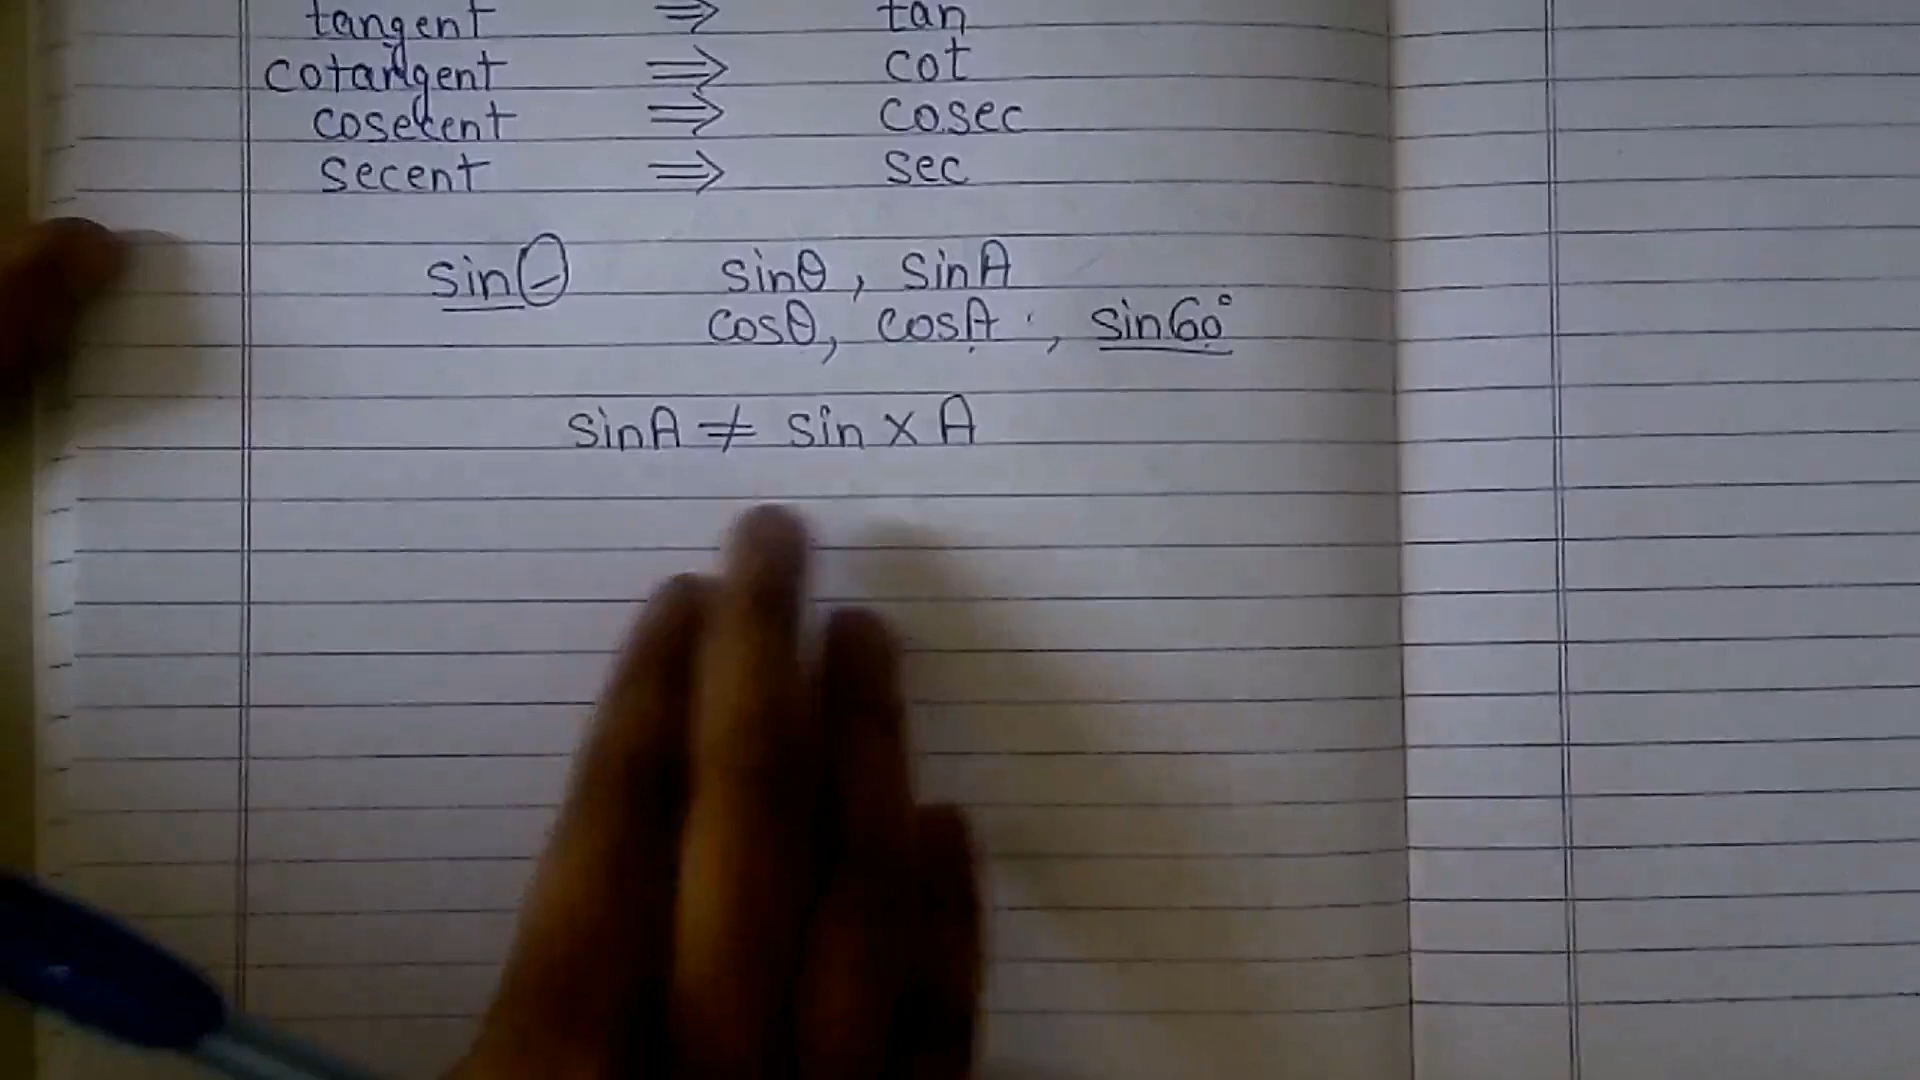 tangent ⇒ tan
cotangent ⇒ cot
cosecent ⇒ cosec
secent ⇒ sec
sinθ sinθ, sinA
cosθ, cosA, sin60°
sinA ≠ sin × A